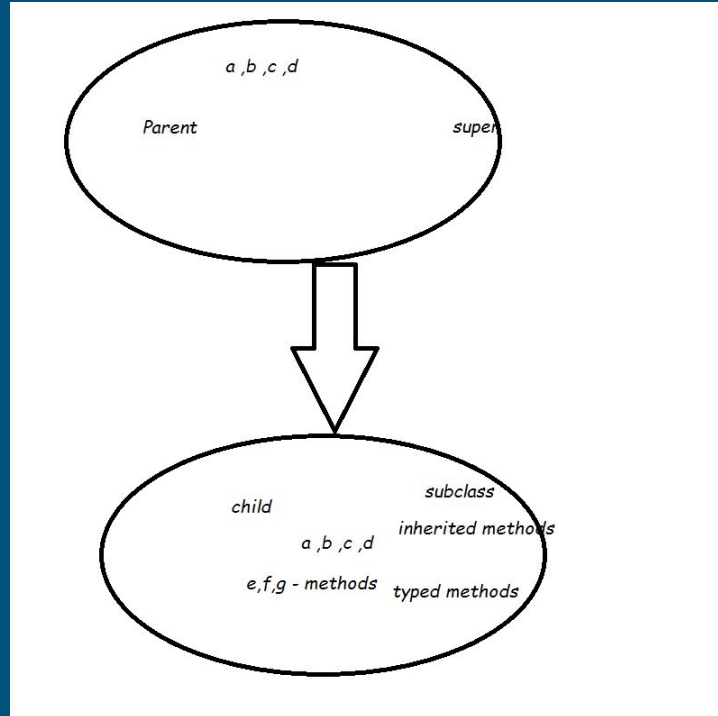 a ,b ,c ,d
Parent super
child subclass
a ,b ,c ,d inherited methods
e,f,g - methods typed methods